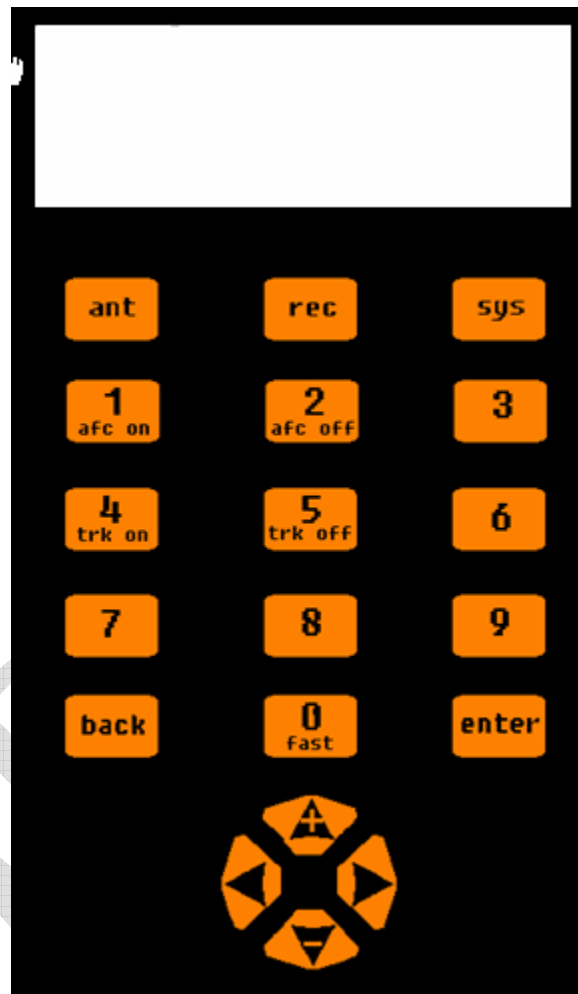 ant rec sys
1 2 3
afc on afc off
4 5 6
trk on trk off
7 8 9
back 0 enter
fast
+
-